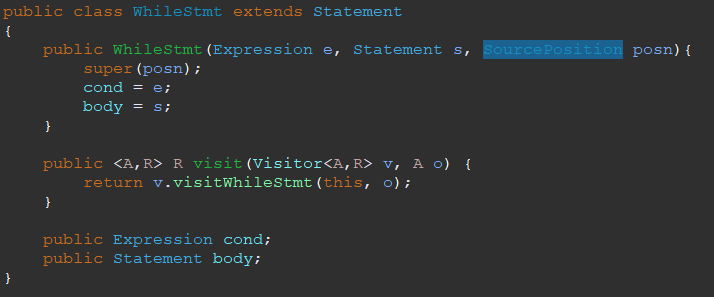 public class WhileStmt extends Statement
{
    public WhileStmt(Expression e, Statement s, SourcePosition posn){
        super(posn);
        cond = e;
        body = s;
    }

    public <A,R> R visit(Visitor<A,R> v, A o) {
        return v.visitWhileStmt(this, o);
    }

    public Expression cond;
    public Statement body;
}